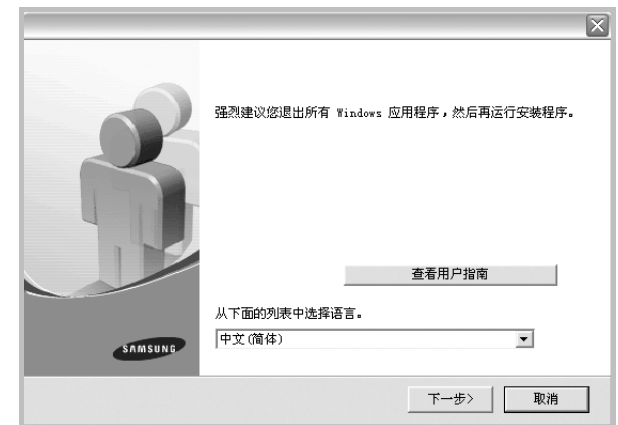 强烈建议您退出所有 Windows 应用程序，然后再运行安装程序。
查看用户指南
从下面的列表中选择语言。
中文(简体)
SAMSUNG
下一步>
取消